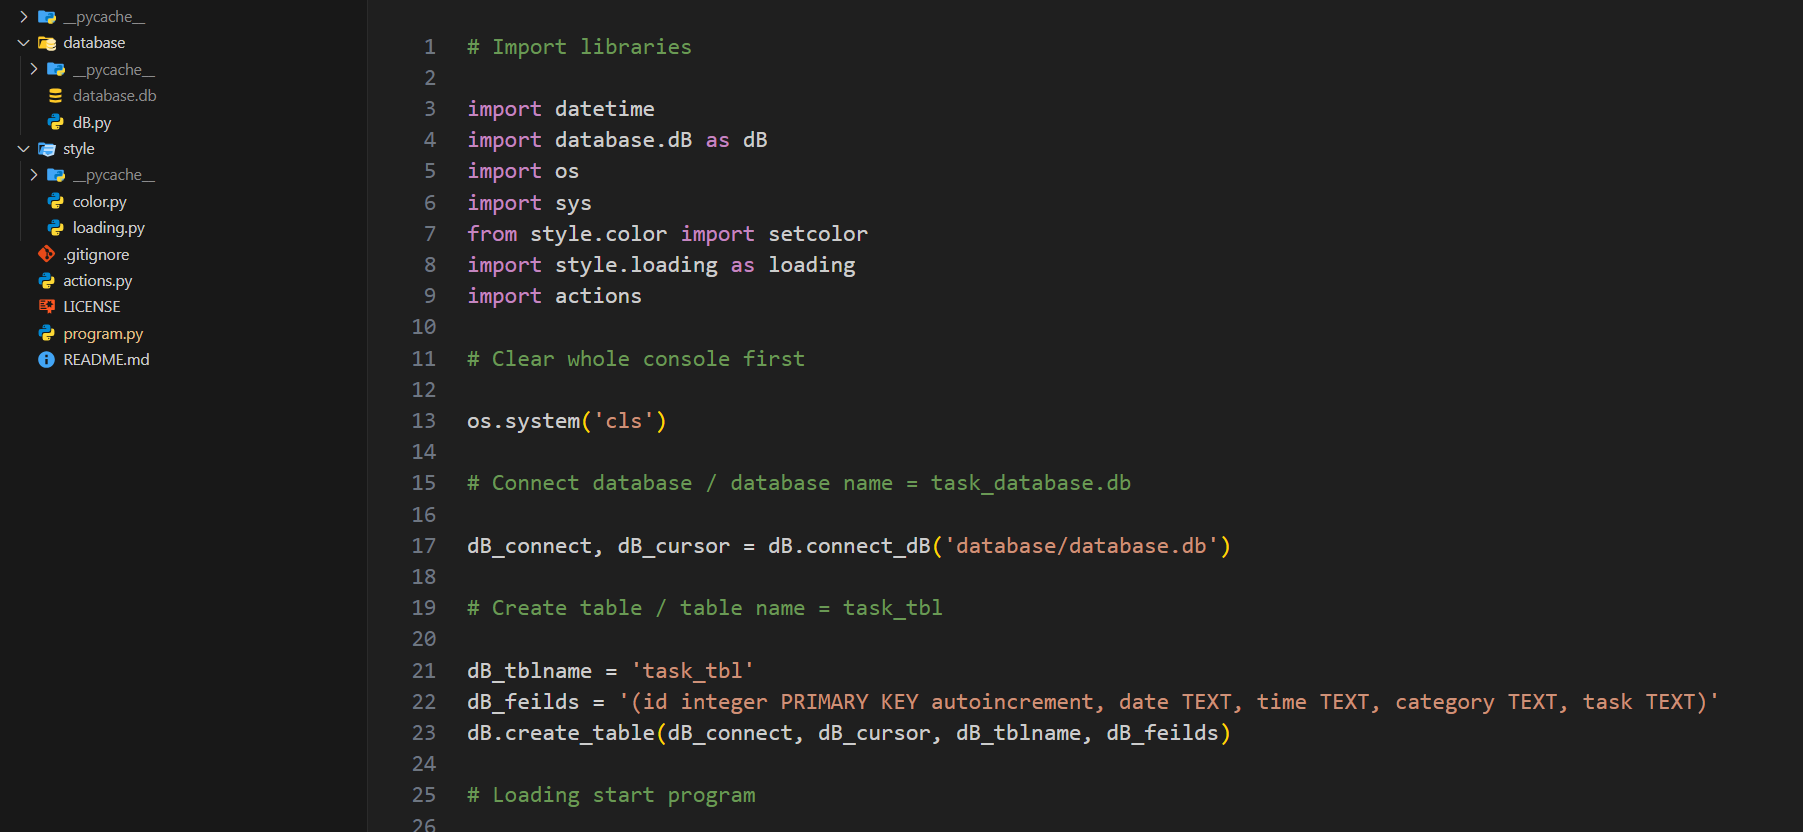 __pycache__
database
__pycache__
database.db
dB.py
style
__pycache__
color.py
loading.py
.gitignore
actions.py
LICENSE
program.py
README.md
1 # Import libraries
2
3 import datetime
4 import database.dB as dB
5 import os
6 import sys
7 from style.color import setcolor
8 import style.loading as loading
9 import actions
10
11 # Clear whole console first
12
13 os.system('cls')
14
15 # Connect database / database name = task_database.db
16
17 dB_connect, dB_cursor = dB.connect_dB('database/database.db')
18
19 # Create table / table name = task_tbl
20
21 dB_tblname = 'task_tbl'
22 dB_feilds = '(id integer PRIMARY KEY autoincrement, date TEXT, time TEXT, category TEXT, task TEXT)'
23 dB.create_table(dB_connect, dB_cursor, dB_tblname, dB_feilds)
24
25 # Loading start program
26